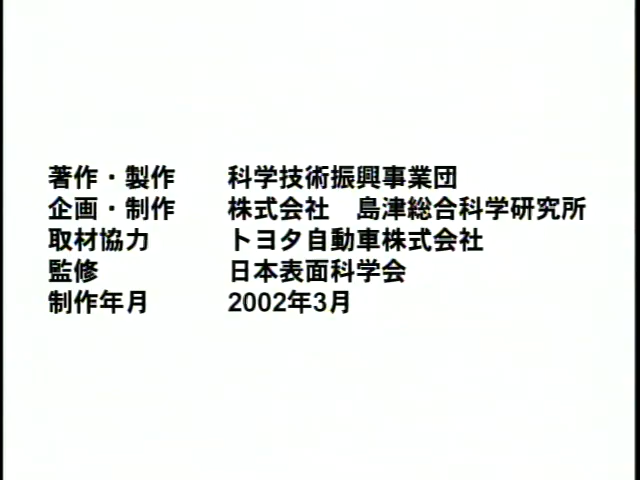 著作・製作　科学技術振興事業団
企画・制作　株式会社　島津総合科学研究所
取材協力　トヨタ自動車株式会社
監修　日本表面科学会
制作年月　2002年3月